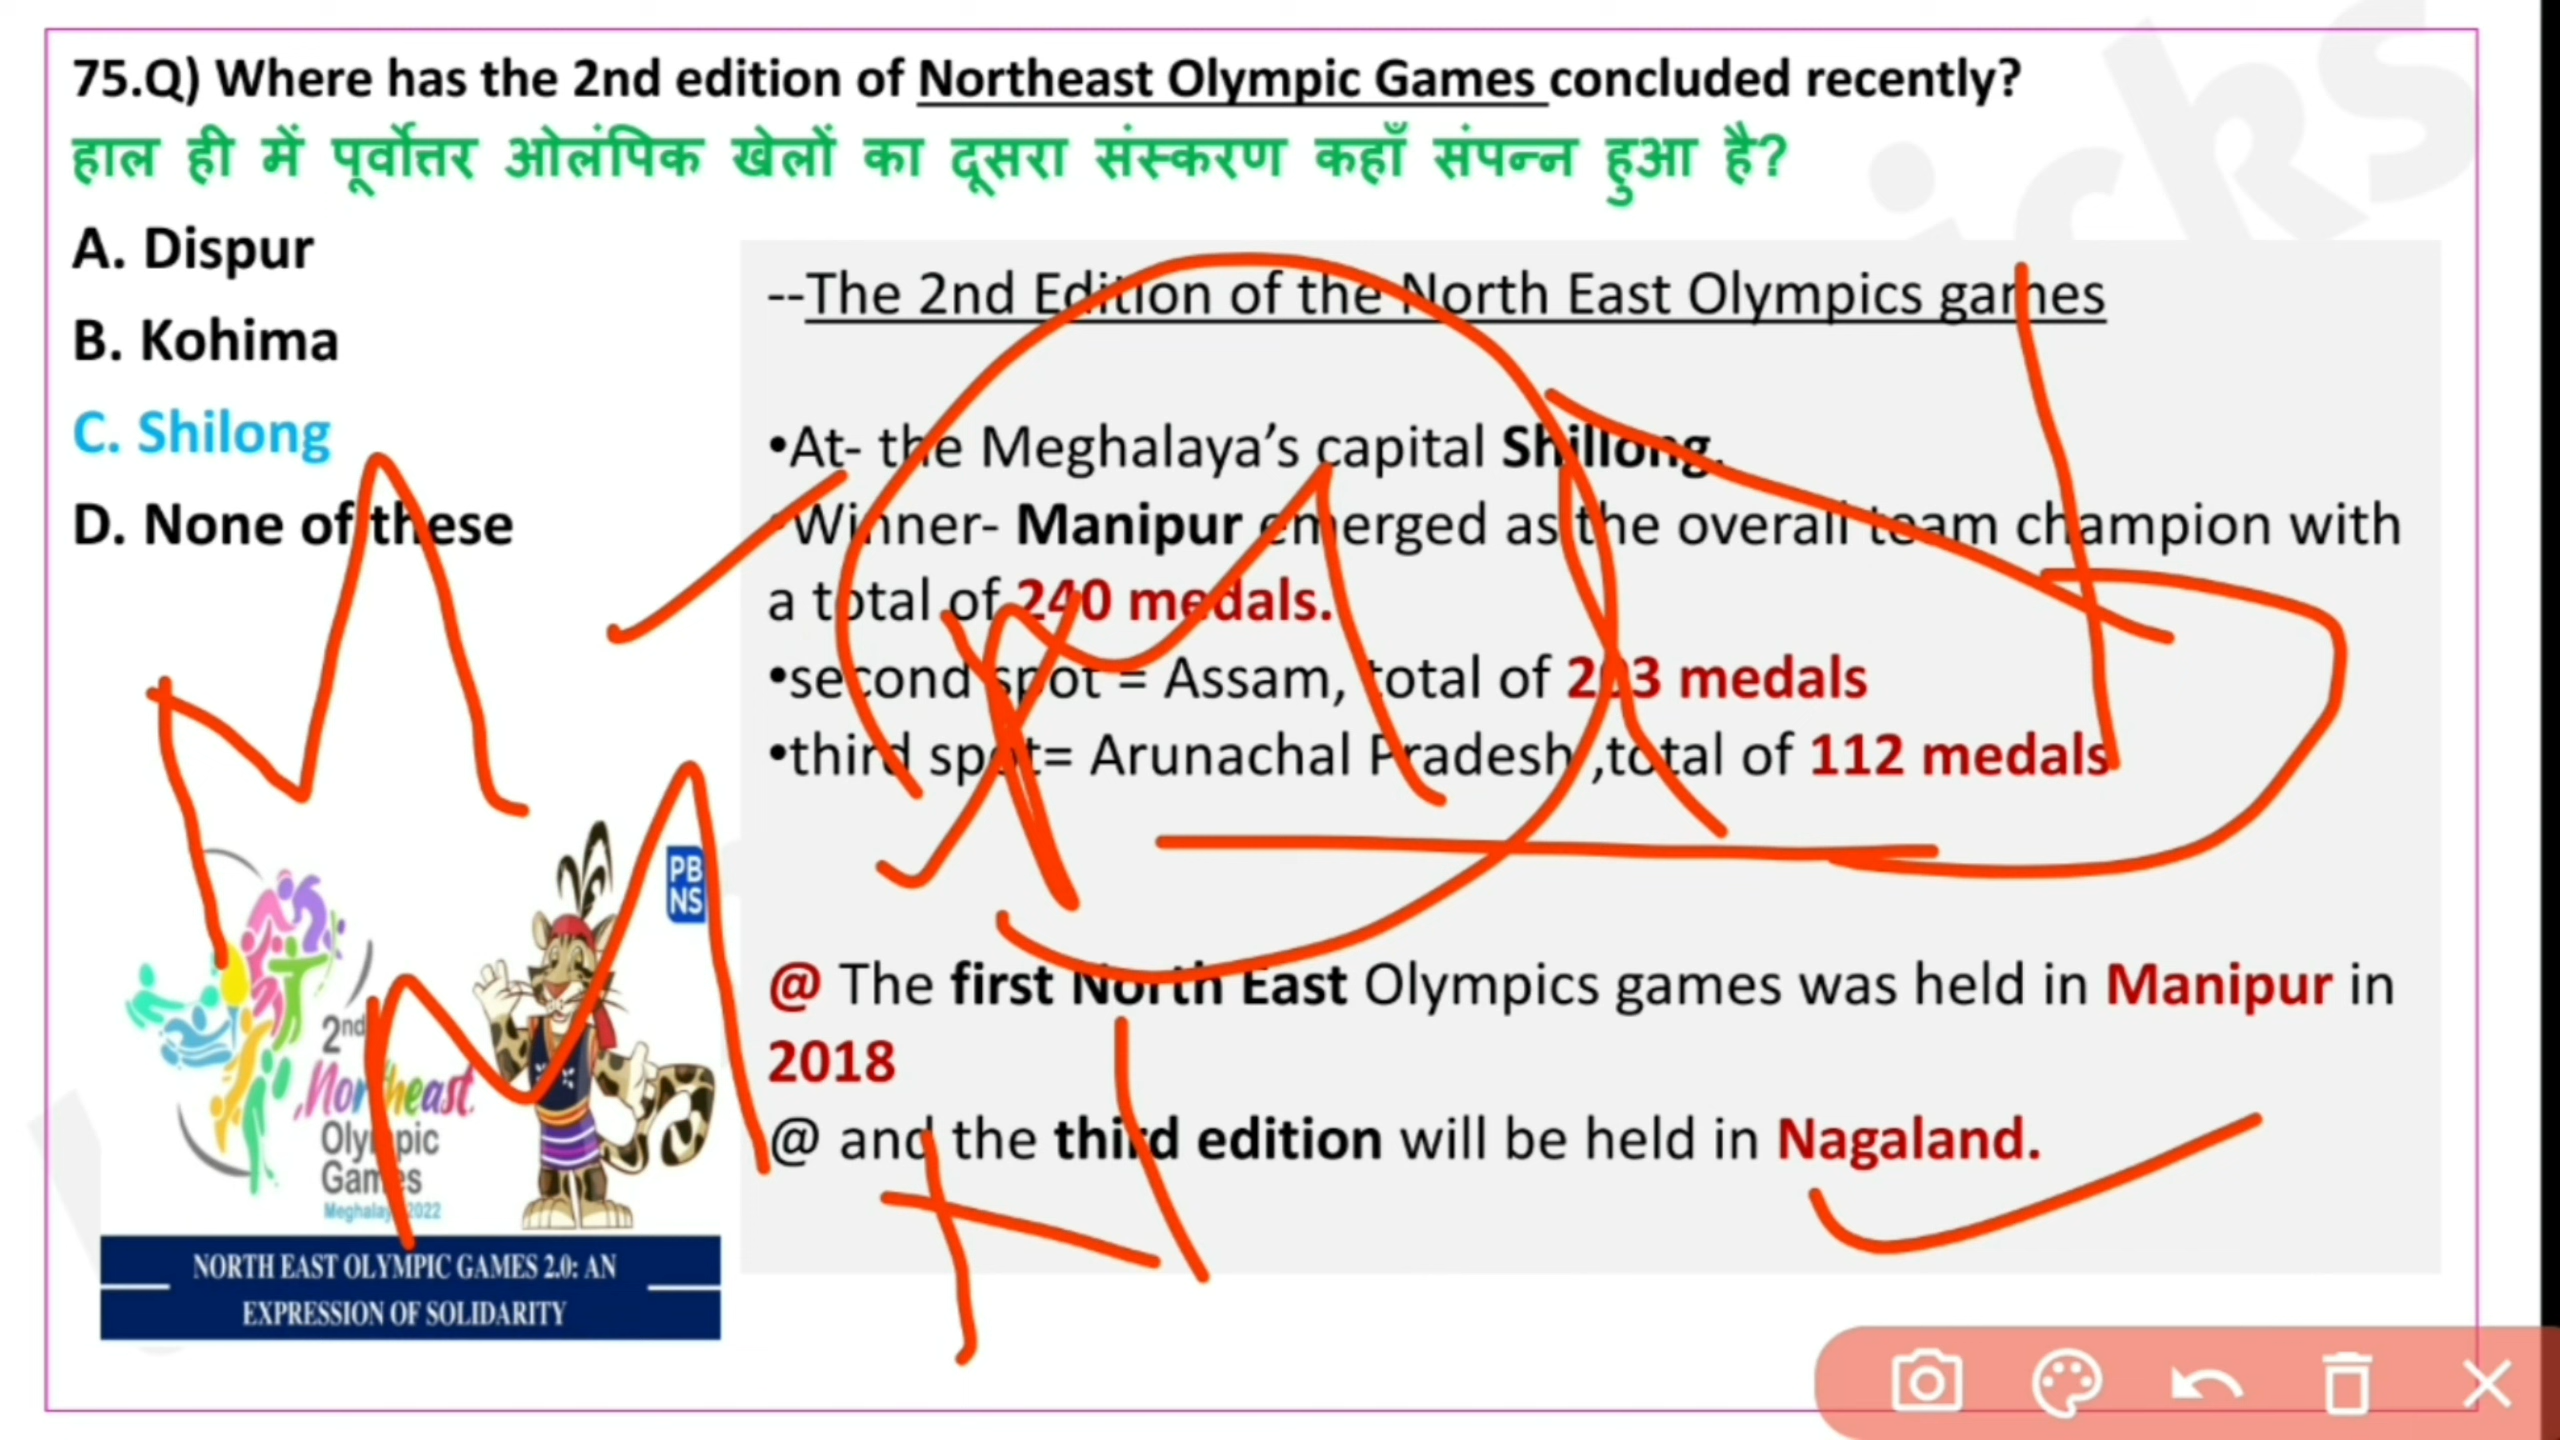 75.Q) Where has the 2nd edition of Northeast Olympic Games concluded recently?
हाल ही में पूर्वोत्तर ओलंपिक खेलों का दूसरा संस्करण कहाँ संपन्न हुआ है?
A. Dispur
B. Kohima
C. Shilong
D. None of these
--The 2nd Edition of the North East Olympics games
•At- the Meghalaya’s capital Shillong.
•Winner- Manipur emerged as the overall team champion with
a total of 240 medals.
•second spot = Assam, total of 203 medals
•third spot= Arunachal Pradesh ,total of 112 medals
@ The first North East Olympics games was held in Manipur in
2018
@ and the third edition will be held in Nagaland.
PB
NS
2nd
Northeast
Olympic
Games
Meghalaya 2022
NORTH EAST OLYMPIC GAMES 2.0: AN
EXPRESSION OF SOLIDARITY